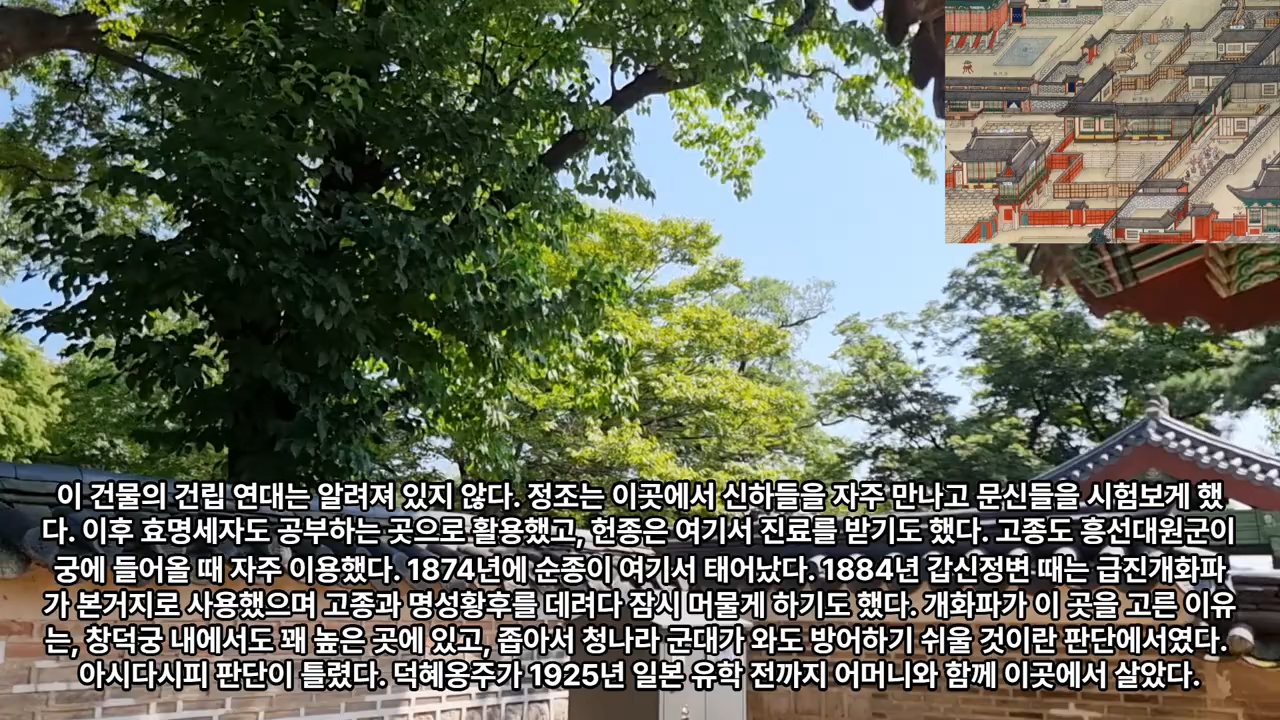 이 건물의 건립 연대는 알려져 있지 않다. 정조는 이곳에서 신하들을 자주 만나고 문신들을 시험보게 했
다. 이후 효명세자도 공부하는 곳으로 활용했고, 헌종은 여기서 진료를 받기도 했다. 고종도 흥선대원군이
궁에 들어올 때 자주 이용했다. 1874년에 순종이 여기서 태어났다. 1884년 갑신정변 때는 급진개화파
가 본거지로 사용했으며 고종과 명성황후를 데려다 잠시 머물게 하기도 했다. 개화파가 이 곳을 고른 이유
는, 창덕궁 내에서도 꽤 높은 곳에 있고, 좁아서 청나라 군대가 와도 방어하기 쉬울 것이란 판단에서였다.
아시다시피 판단이 틀렸다. 덕혜옹주가 1925년 일본 유학 전까지 어머니와 함께 이곳에서 살았다.